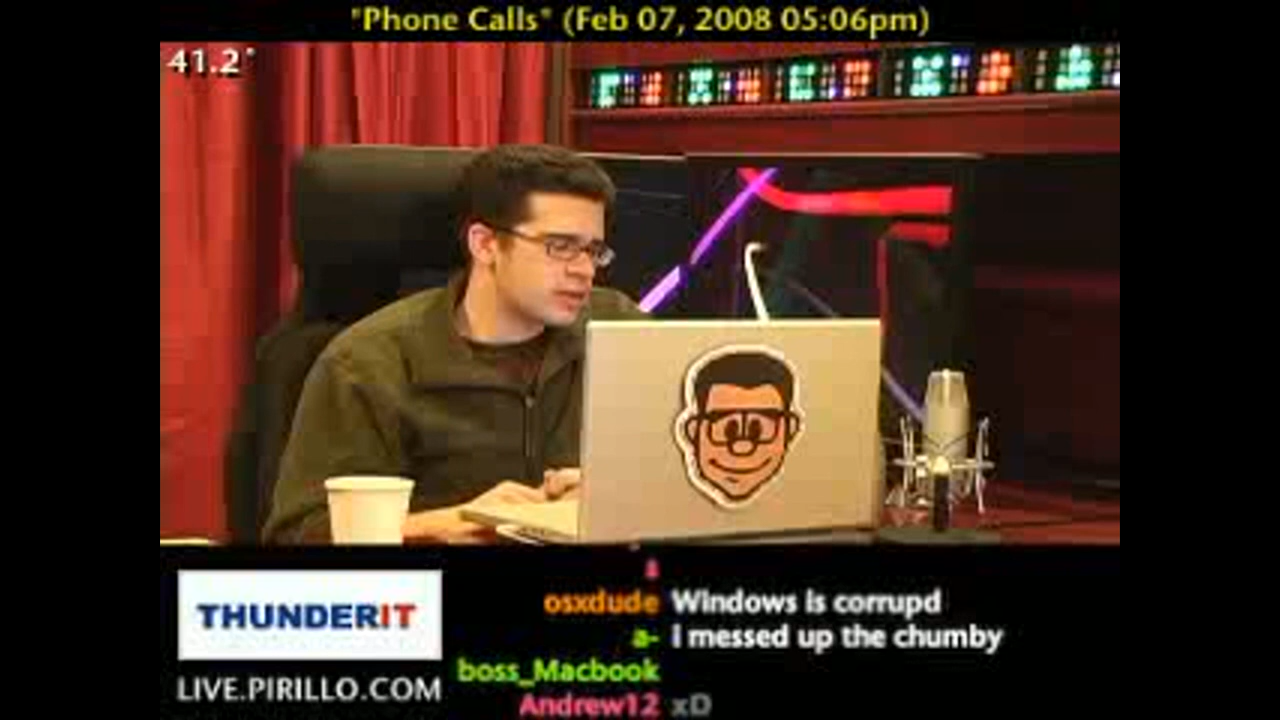 "Phone Calls" (Feb 07, 2008 05:06pm)
41.2°
THUNDERIT
LIVE.PIRILLO.COM
osxdude Windows is corrupd
a- I messed up the chumby
boss_Macbook
Andrew12 xD